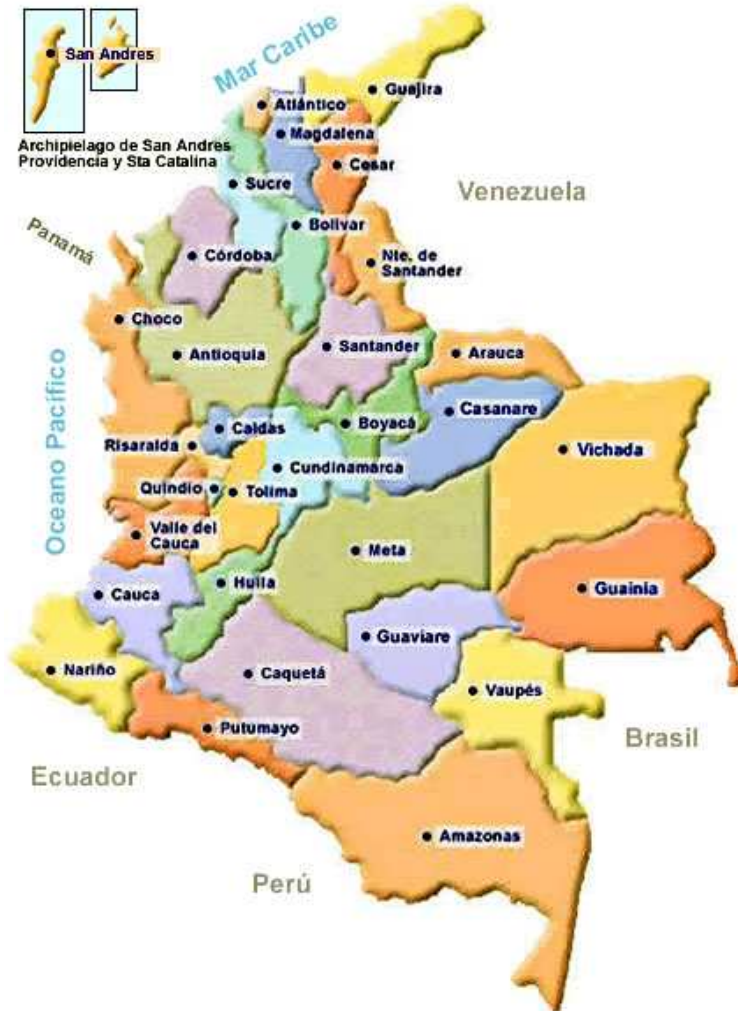 San Andres
Archipielago de San Andres
Providencia y Sta Catalina
Mar Caribe
Guajira
Atlántico
Magdalena
Cesar
Sucre
Venezuela
Bolivar
Panamá
Córdoba
Nte. de
Santander
Choco
Antioquia
Santander
Arauca
Oceano Pacífico
Caldas
Boyacá
Casanare
Risaralda
Cundinamarca
Vichada
Quindio
Tolima
Valle del
Cauca
Meta
Huila
Cauca
Guainia
Guaviare
Nariño
Caquetá
Vaupés
Putumayo
Brasil
Ecuador
Amazonas
Perú